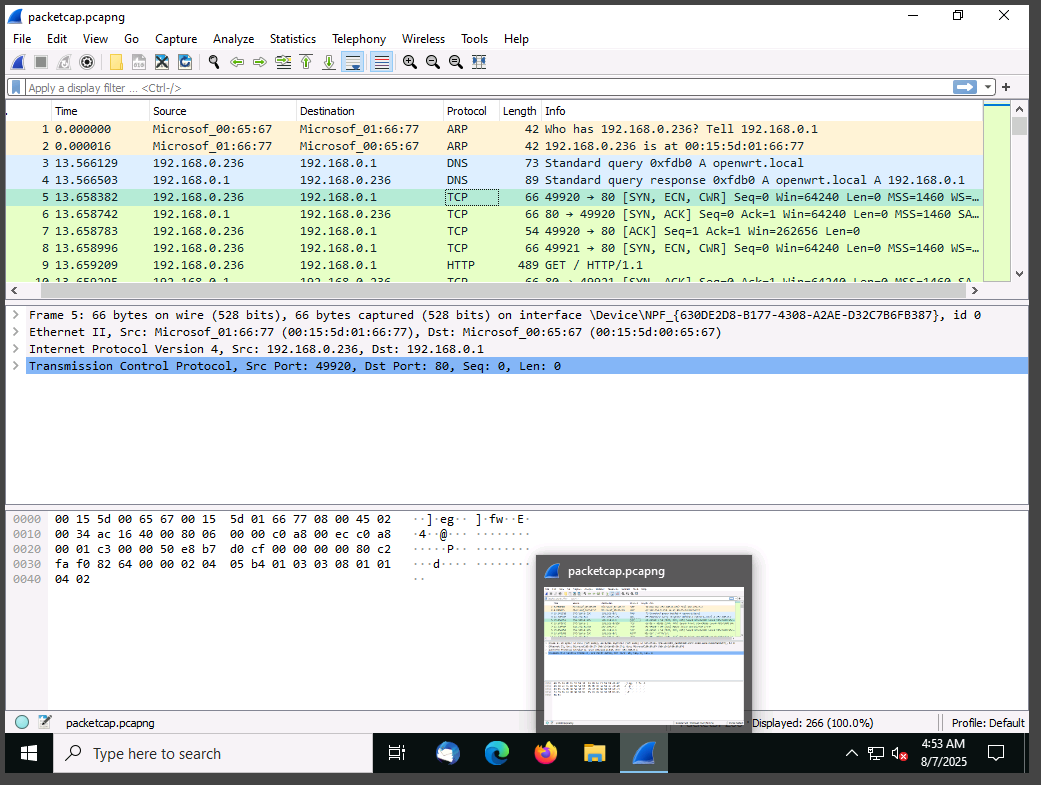 packetcap.pcapng
File Edit View Go Capture Analyze Statistics Telephony Wireless Tools Help
Apply a display filter ... <Ctrl-/>
Time Source Destination Protocol Length Info
1 0.000000 Microsof_00:65:67 Microsof_01:66:77 ARP 42 Who has 192.168.0.236? Tell 192.168.0.1
2 0.000016 Microsof_01:66:77 Microsof_00:65:67 ARP 42 192.168.0.236 is at 00:15:5d:01:66:77
3 13.566129 192.168.0.236 192.168.0.1 DNS 73 Standard query 0xfdb0 A openwrt.local
4 13.566503 192.168.0.1 192.168.0.236 DNS 89 Standard query response 0xfdb0 A openwrt.local A 192.168.0.1
5 13.658382 192.168.0.236 192.168.0.1 TCP 66 49920 → 80 [SYN, ECN, CWR] Seq=0 Win=64240 Len=0 MSS=1460 WS=…
6 13.658742 192.168.0.1 192.168.0.236 TCP 66 80 → 49920 [SYN, ACK] Seq=0 Ack=1 Win=64240 Len=0 MSS=1460 SA…
7 13.658783 192.168.0.236 192.168.0.1 TCP 54 49920 → 80 [ACK] Seq=1 Ack=1 Win=262656 Len=0
8 13.658996 192.168.0.236 192.168.0.1 TCP 66 49921 → 80 [SYN, ECN, CWR] Seq=0 Win=64240 Len=0 MSS=1460 WS=…
9 13.659209 192.168.0.236 192.168.0.1 HTTP 489 GET / HTTP/1.1
10 13.659295 192.168.0.1 192.168.0.236 TCP 66 80 → 49921 [SYN, ACK] Seq=0 Ack=1 Win=64240 Len=0 MSS=1460 SA…
Frame 5: 66 bytes on wire (528 bits), 66 bytes captured (528 bits) on interface \Device\NPF_{630DE2D8-B177-4308-A2AE-D32C7B6FB387}, id 0
Ethernet II, Src: Microsof_01:66:77 (00:15:5d:01:66:77), Dst: Microsof_00:65:67 (00:15:5d:00:65:67)
Internet Protocol Version 4, Src: 192.168.0.236, Dst: 192.168.0.1
Transmission Control Protocol, Src Port: 49920, Dst Port: 80, Seq: 0, Len: 0
0000 00 15 5d 00 65 67 00 15 5d 01 66 77 08 00 45 02 ··]·eg·· ]·fw··E·
0010 00 34 ac 16 40 00 80 06 00 00 c0 a8 00 ec c0 a8 ·4··@··· ········
0020 00 01 c3 00 00 50 e8 b7 d0 cf 00 00 00 00 80 c2 ·····P·· ········
0030 fa f0 82 64 00 00 02 04 05 b4 01 03 03 08 01 01 ···d···· ········
0040 04 02 ··
packetcap.pcapng
packetcap.pcapng Displayed: 266 (100.0%) Profile: Default
Type here to search
4:53 AM
8/7/2025